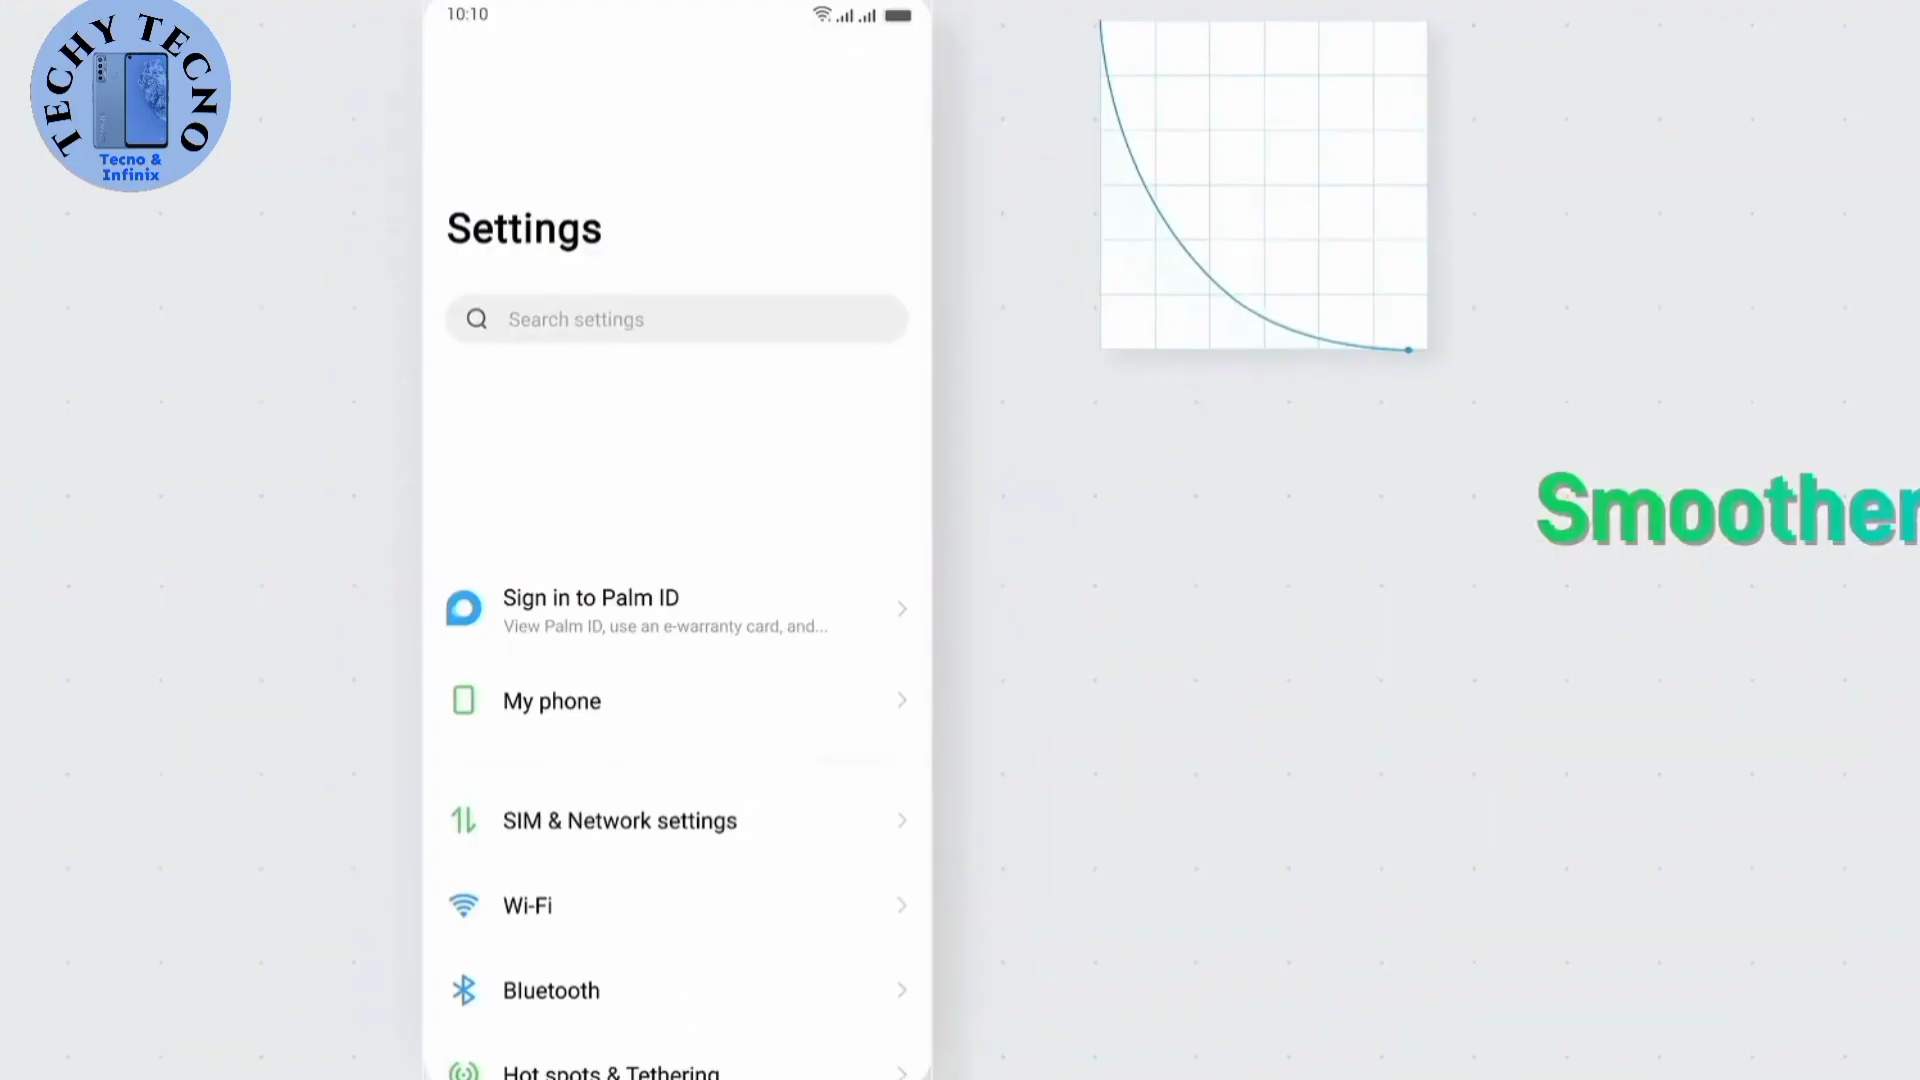 TECHY TECNO
Tecno &
Infinix
10:10
Settings
Search settings
Sign in to Palm ID
View Palm ID, use an e-warranty card, and...
My phone
SIM & Network settings
Wi-Fi
Bluetooth
Hot spots & Tethering
Smoother